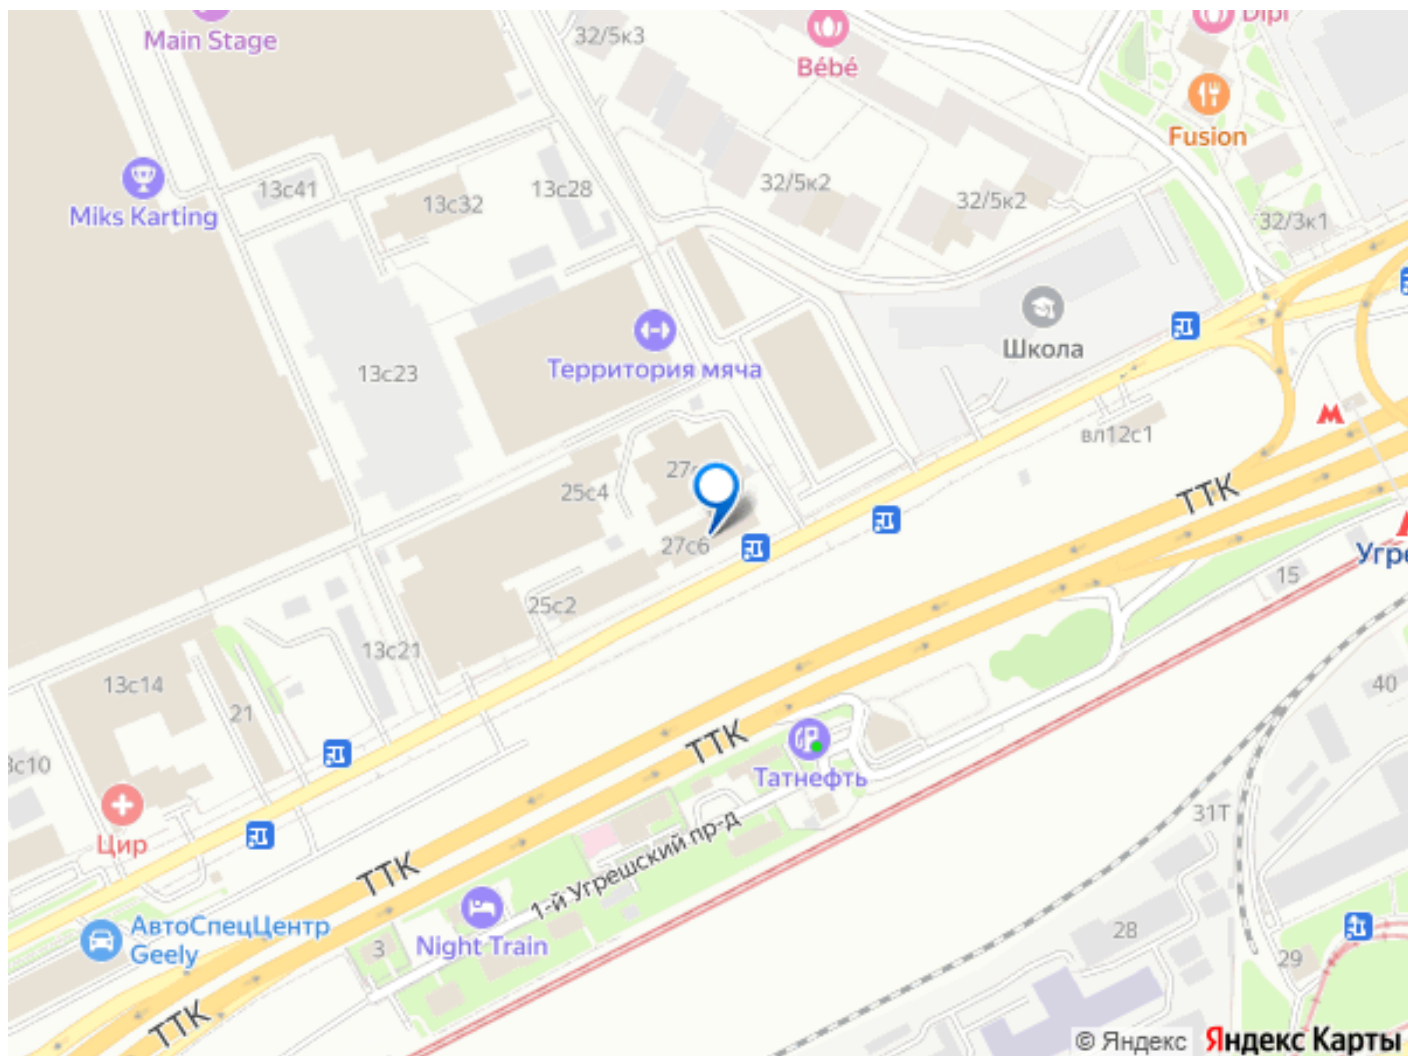 Main Stage
32/5к3
Bébé
Fusion
Miks Karting
13с41
13с32
13с28
32/5к2
32/5к2
32/3к1
Школа
Территория мяча
13с23
вл12с1
ТТК
25с4
27с6
Угре
15
25с2
13с21
13с14
21
40
ТТК
Татнефть
Цир
31Т
1-й Угрешский пр-д
ТТК
АвтоСпецЦентр
Geely
3
Night Train
28
29
ТТК
© Яндекс
Яндекс Карты